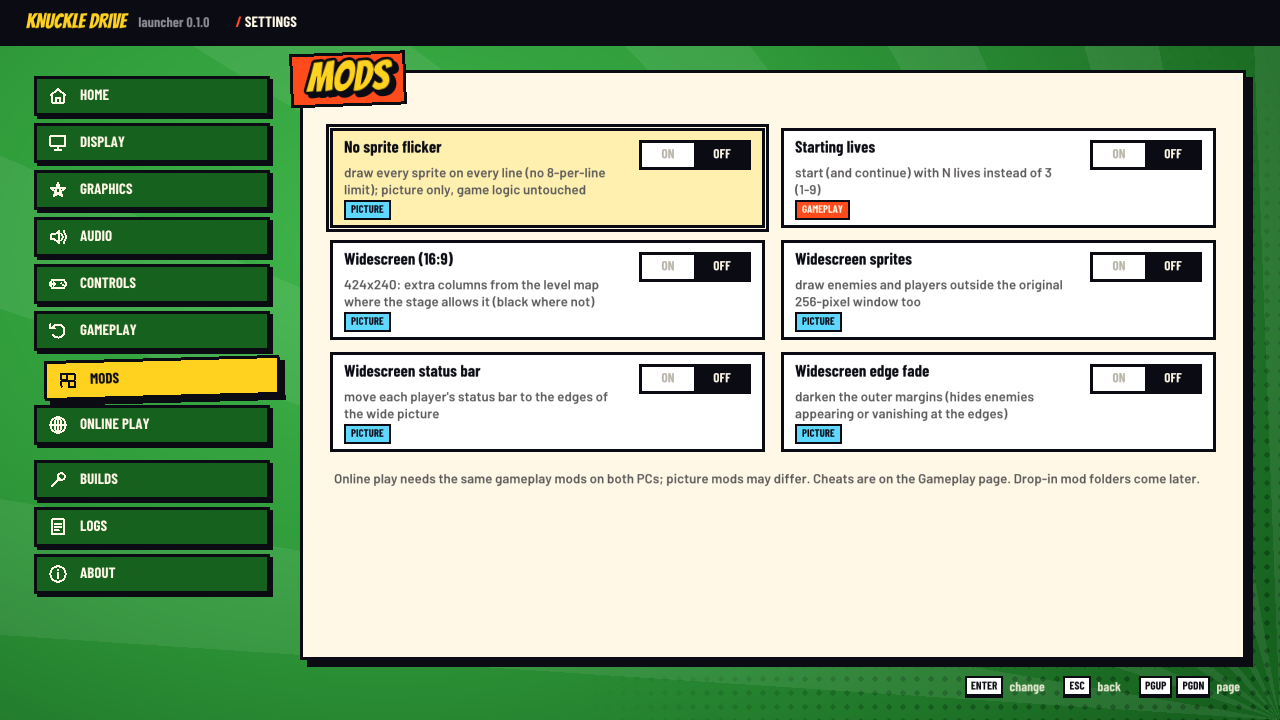 KNUCKLE DRIVE launcher 0.1.0 / SETTINGS
HOME
DISPLAY
GRAPHICS
AUDIO
CONTROLS
GAMEPLAY
MODS
ONLINE PLAY
BUILDS
LOGS
ABOUT
MODS
No sprite flicker
ON OFF
draw every sprite on every line (no 8-per-line
limit); picture only, game logic untouched
PICTURE
Starting lives
ON OFF
start (and continue) with N lives instead of 3
(1-9)
GAMEPLAY
Widescreen (16:9)
ON OFF
424x240: extra columns from the level map
where the stage allows it (black where not)
PICTURE
Widescreen sprites
ON OFF
draw enemies and players outside the original
256-pixel window too
PICTURE
Widescreen status bar
ON OFF
move each player's status bar to the edges of
the wide picture
PICTURE
Widescreen edge fade
ON OFF
darken the outer margins (hides enemies
appearing or vanishing at the edges)
PICTURE
Online play needs the same gameplay mods on both PCs; picture mods may differ. Cheats are on the Gameplay page. Drop-in mod folders come later.
ENTER change ESC back PGUP PGDN page